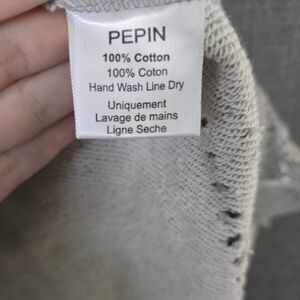 PEPIN
100% Cotton
100% Coton
Hand Wash Line Dry
Uniquement
Lavage de mains
Ligne Seche